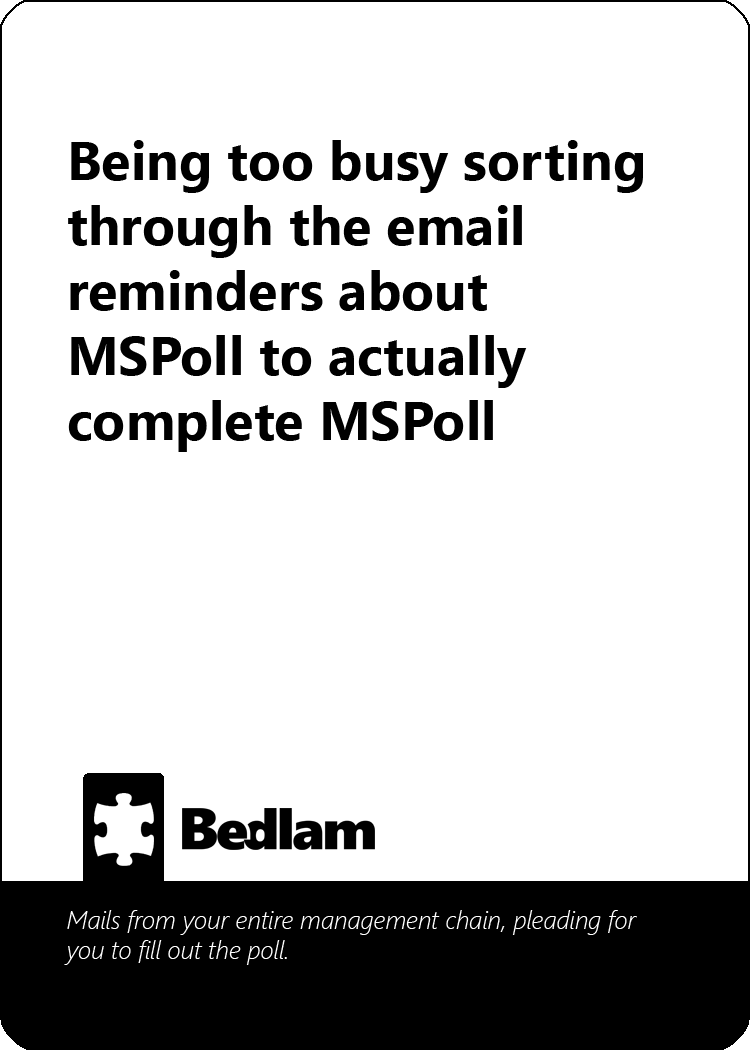 Being too busy sorting
through the email
reminders about
MSPoll to actually
complete MSPoll
Bedlam
Mails from your entire management chain, pleading for
you to fill out the poll.